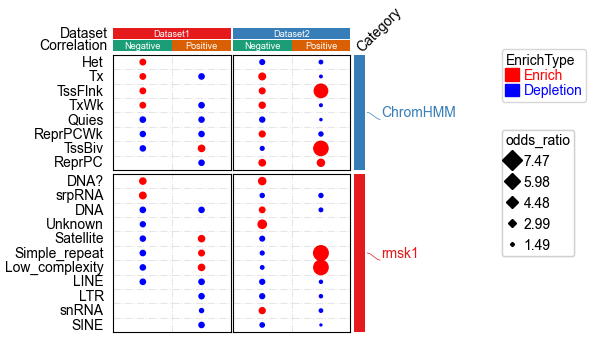 Dataset
Dataset1
Dataset2
Correlation
Negative
Positive
Negative
Positive
Category
Het
Tx
TssFlnk
TxWk
Quies
ReprPCWk
TssBiv
ReprPC
ChromHMM
DNA?
srpRNA
DNA
Unknown
Satellite
Simple_repeat
Low_complexity
LINE
LTR
snRNA
SINE
rmsk1
EnrichType
Enrich
Depletion
odds_ratio
7.47
5.98
4.48
2.99
1.49